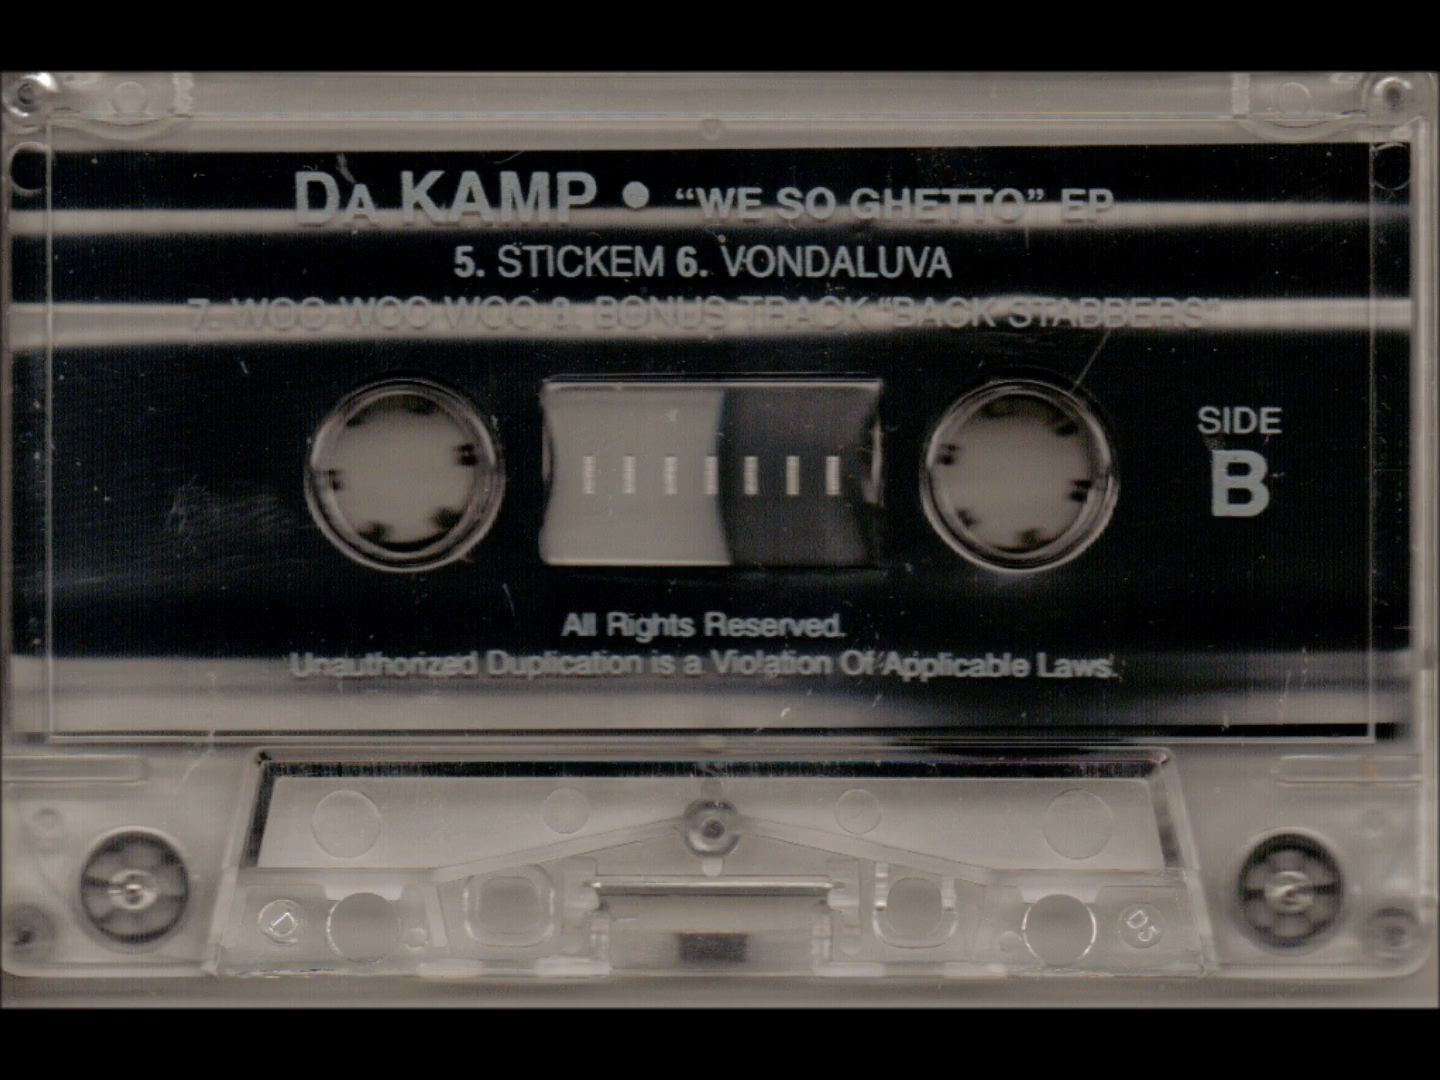 DA KAMP • “WE SO GHETTO” EP
5. STICKEM 6. VONDALUVA
7. WOO WOO WOO 8. BONUS TRACK “BACK STABBERS”
SIDE
B
All Rights Reserved.
Unauthorized Duplication is a Violation Of Applicable Laws.
D5